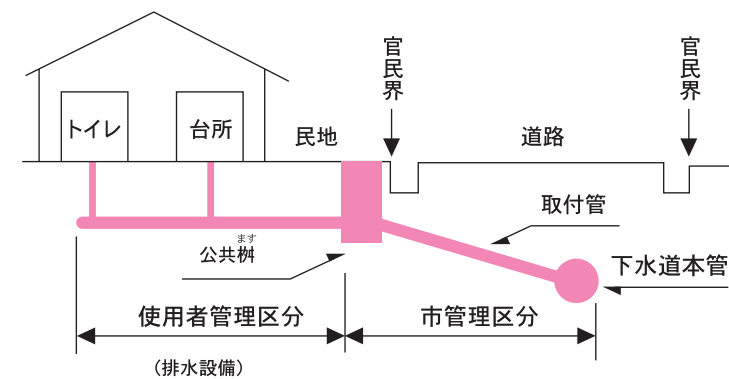 官民界
官民界
トイレ
台所
民地
道路
取付管
ます
公共桝
下水道本管
使用者管理区分
市管理区分
（排水設備）